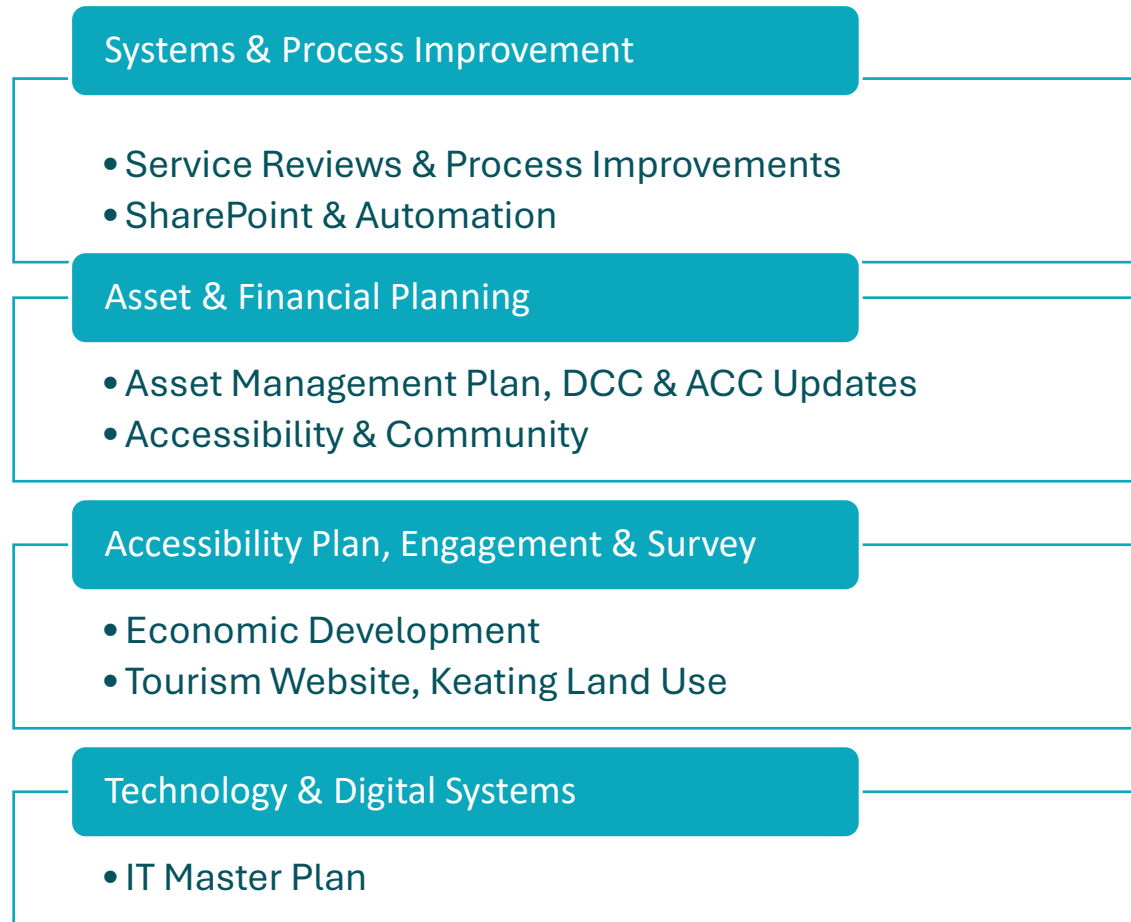 Systems & Process Improvement
• Service Reviews & Process Improvements
• SharePoint & Automation
Asset & Financial Planning
• Asset Management Plan, DCC & ACC Updates
• Accessibility & Community
Accessibility Plan, Engagement & Survey
• Economic Development
• Tourism Website, Keating Land Use
Technology & Digital Systems
• IT Master Plan